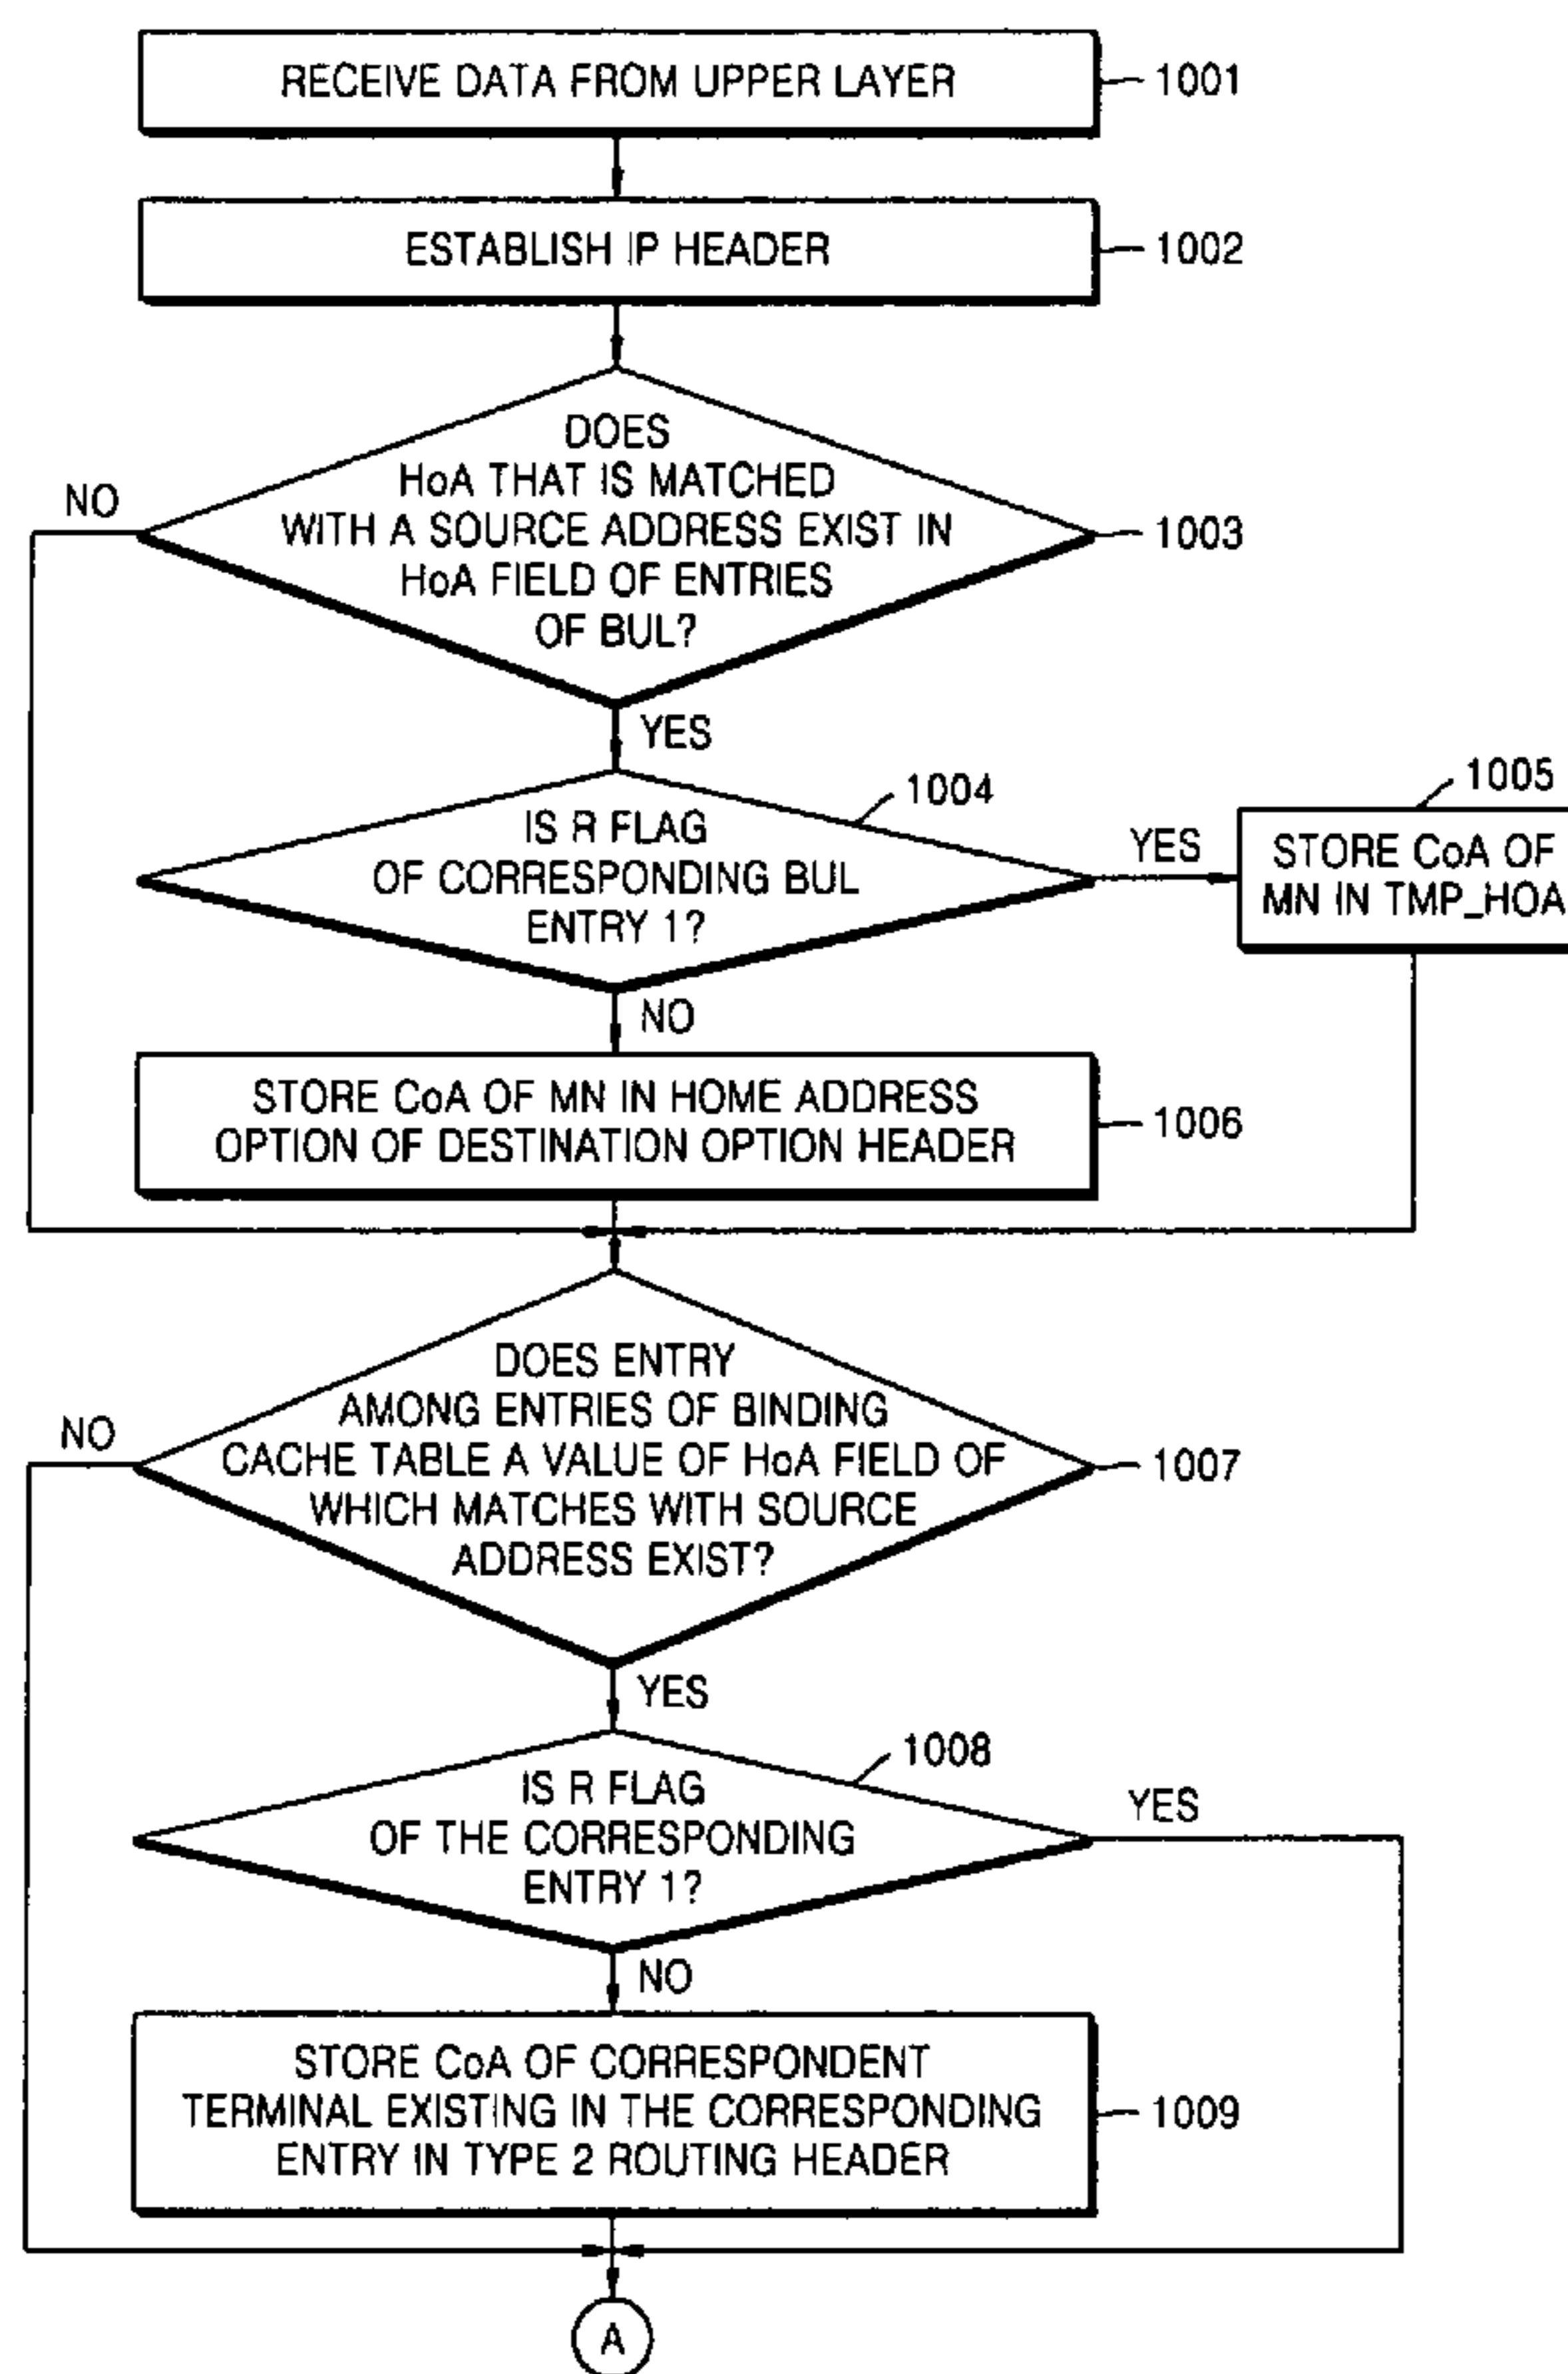 RECEIVE DATA FROM UPPER LAYER
1001
ESTABLISH IP HEADER
1002
DOES
HoA THAT IS MATCHED
WITH A SOURCE ADDRESS EXIST IN
HoA FIELD OF ENTRIES
OF BUL?
NO
1003
YES
IS R FLAG
OF CORRESPONDING BUL
ENTRY 1?
1004
YES
1005
STORE CoA OF
MN IN TMP_HOA
NO
STORE CoA OF MN IN HOME ADDRESS
OPTION OF DESTINATION OPTION HEADER
1006
DOES ENTRY
AMONG ENTRIES OF BINDING
CACHE TABLE A VALUE OF HoA FIELD OF
WHICH MATCHES WITH SOURCE
ADDRESS EXIST?
NO
1007
YES
IS R FLAG
OF THE CORRESPONDING
ENTRY 1?
1008
YES
NO
STORE CoA OF CORRESPONDENT
TERMINAL EXISTING IN THE CORRESPONDING
ENTRY IN TYPE 2 ROUTING HEADER
1009
A